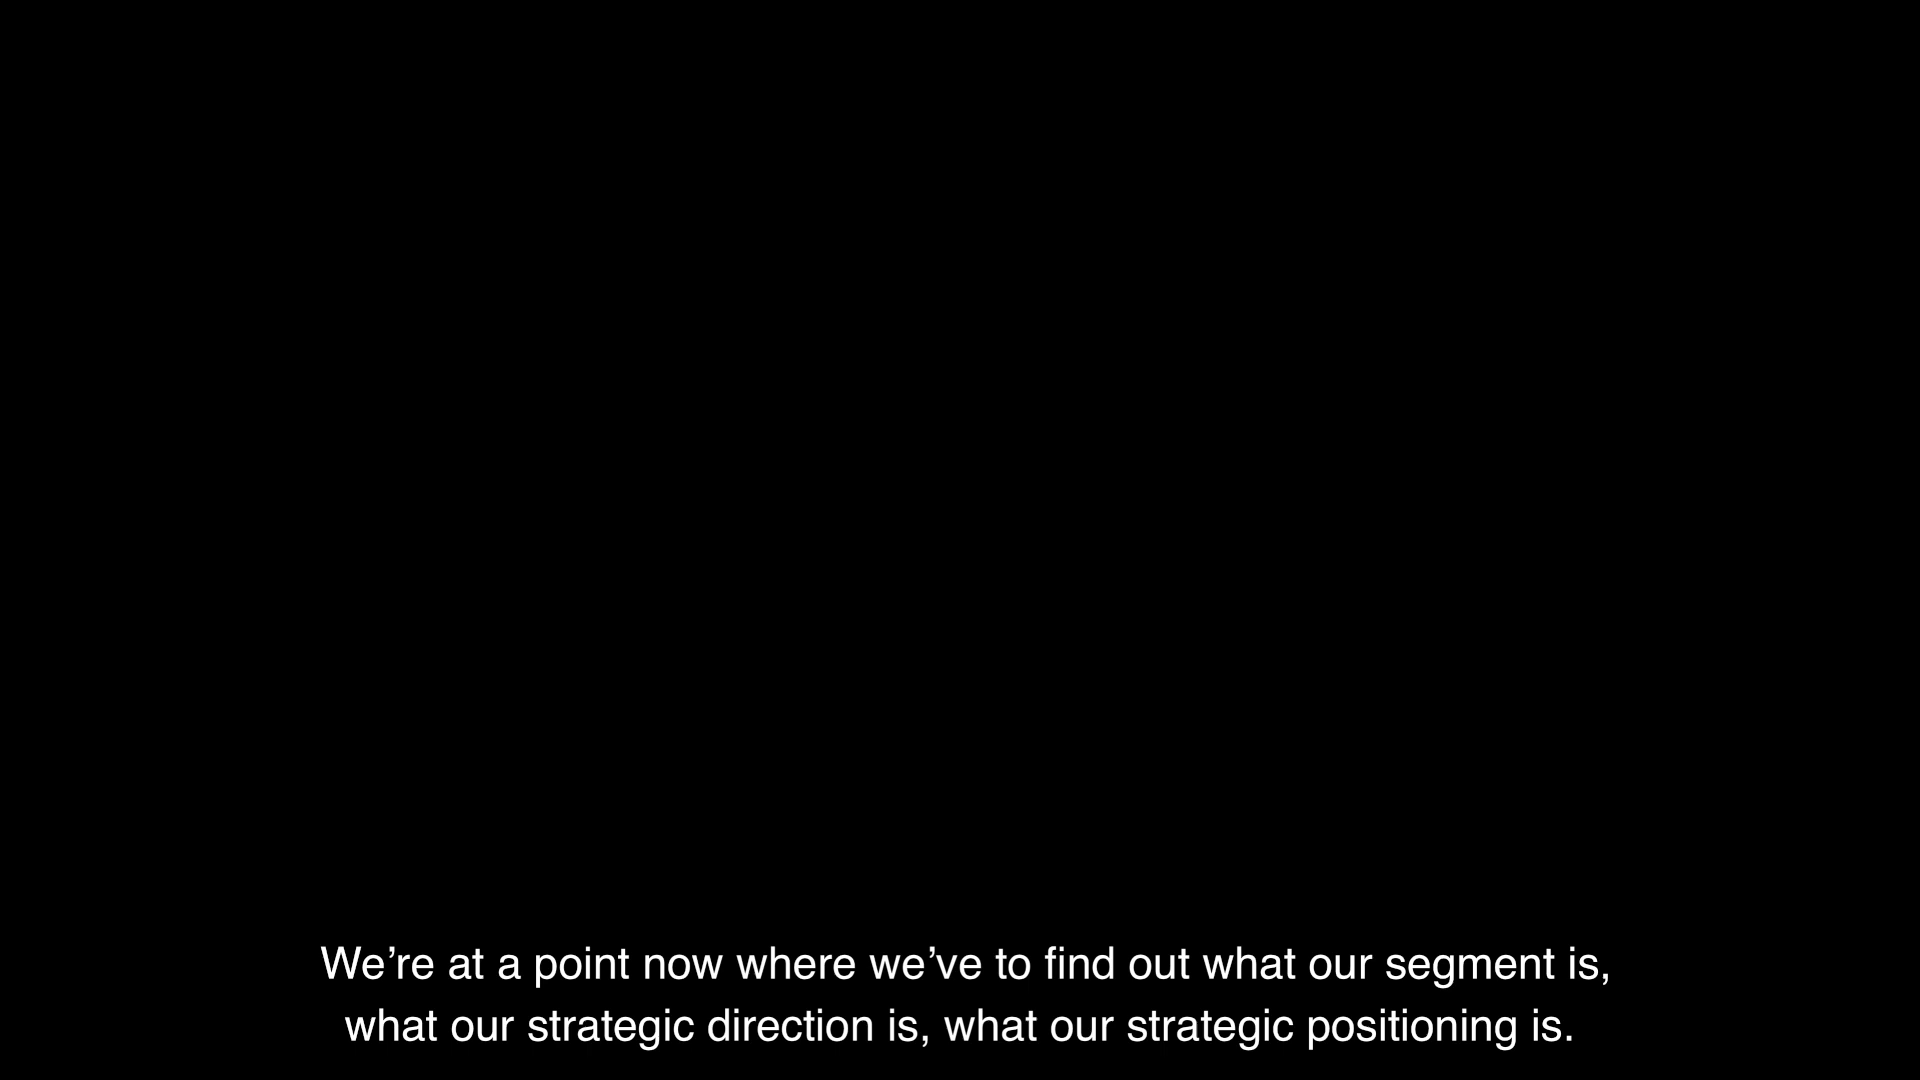 We’re at a point now where we’ve to find out what our segment is,
what our strategic direction is, what our strategic positioning is.